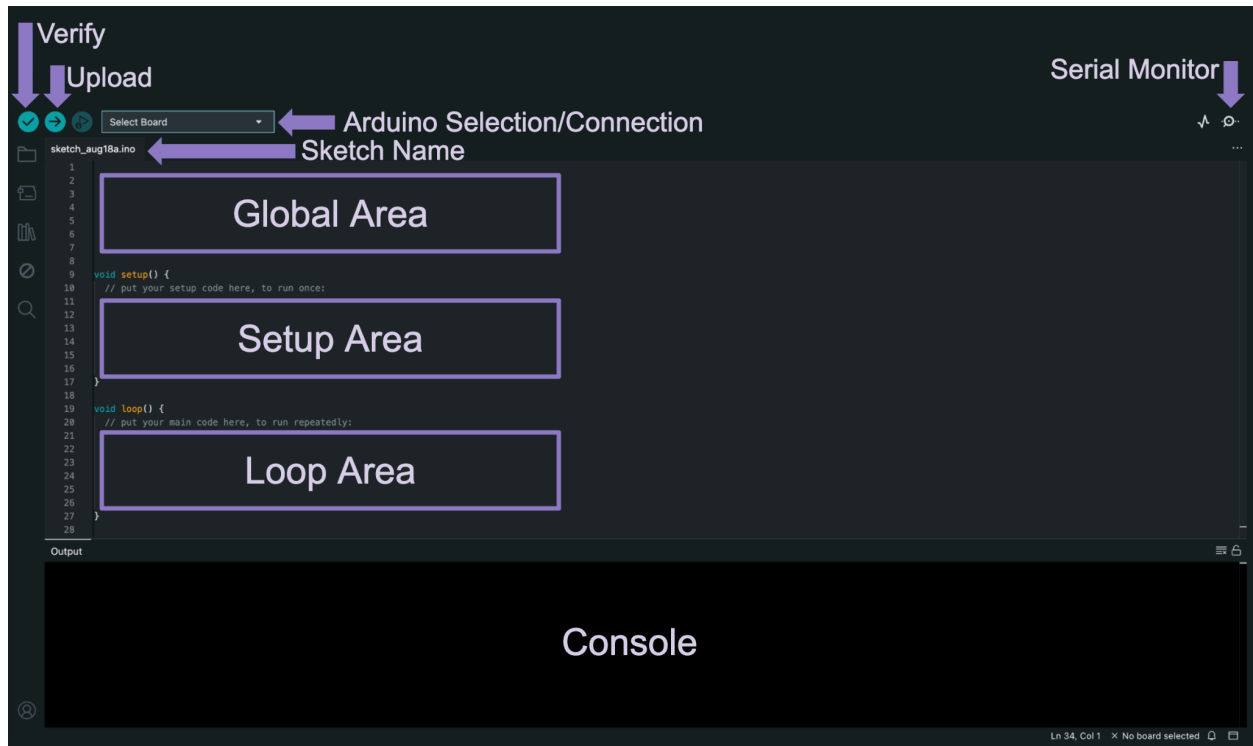 Verify
Upload
Serial Monitor
Select Board
Arduino Selection/Connection
sketch_aug18a.ino
Sketch Name
...
1
2
3
4
5
6
7
Global Area
8
9 void setup() {
10 // put your setup code here, to run once:
11
12
13
14
15
16
Setup Area
17 }
18
19 void loop() {
20 // put your main code here, to run repeatedly:
21
22
23
24
25
26
Loop Area
27 }
28
Output
Console
Ln 34, Col 1 × No board selected